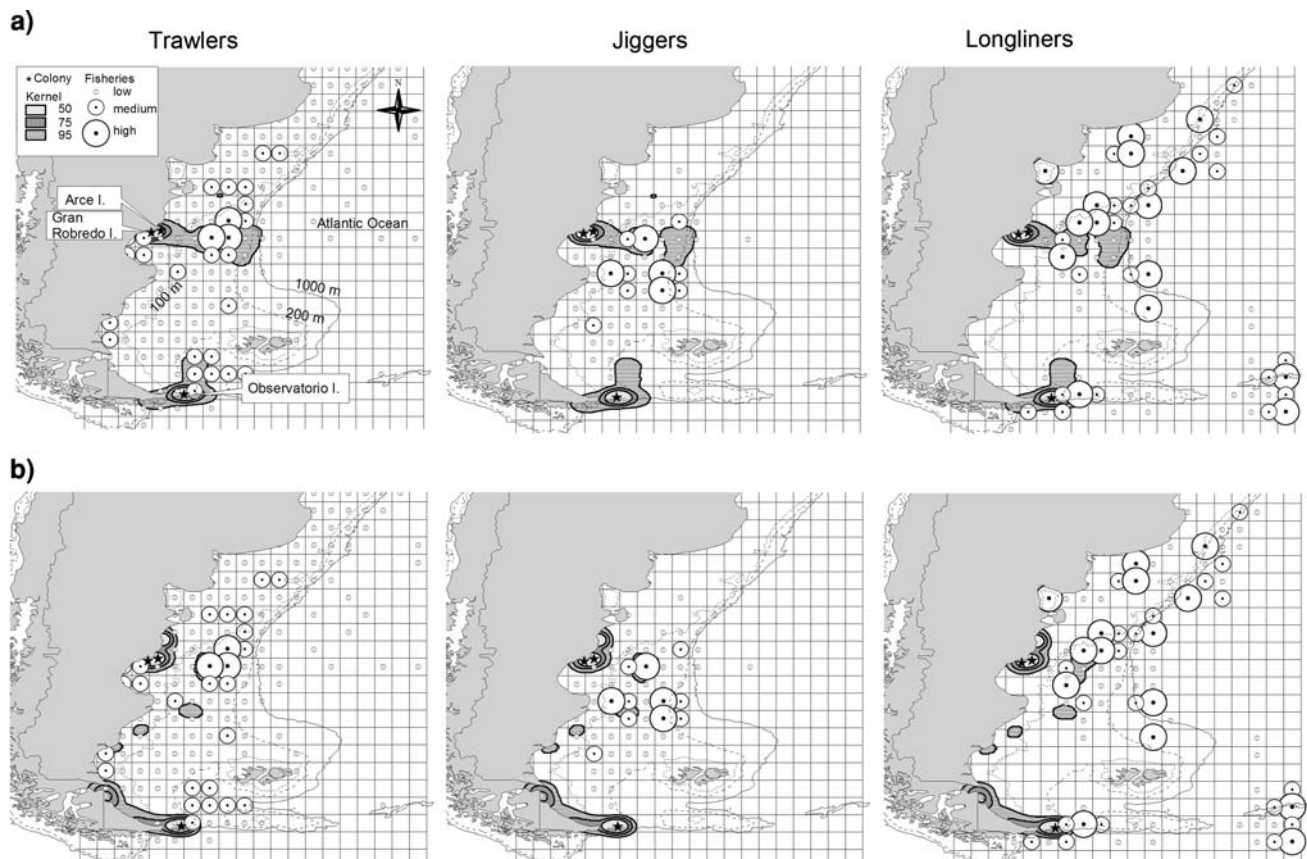 a)
Trawlers
Jiggers
Longliners
Colony
Fisheries
Kernel
low
50
medium
75
95
high
N
Arce I.
Gran
Robredo I.
Atlantic Ocean
100 m
1000 m
200 m
Observatorio I.
b)